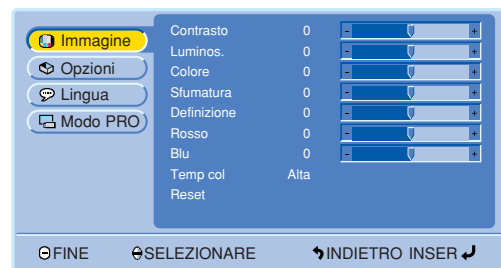 Immagine
Opzioni
Lingua
Modo PRO
Contrasto 0 - +
Luminos. 0 - +
Colore 0 - +
Sfumatura 0 - +
Definizione 0 - +
Rosso 0 - +
Blu 0 - +
Temp col Alta
Reset
FINE SELEZIONARE INDIETRO INSER